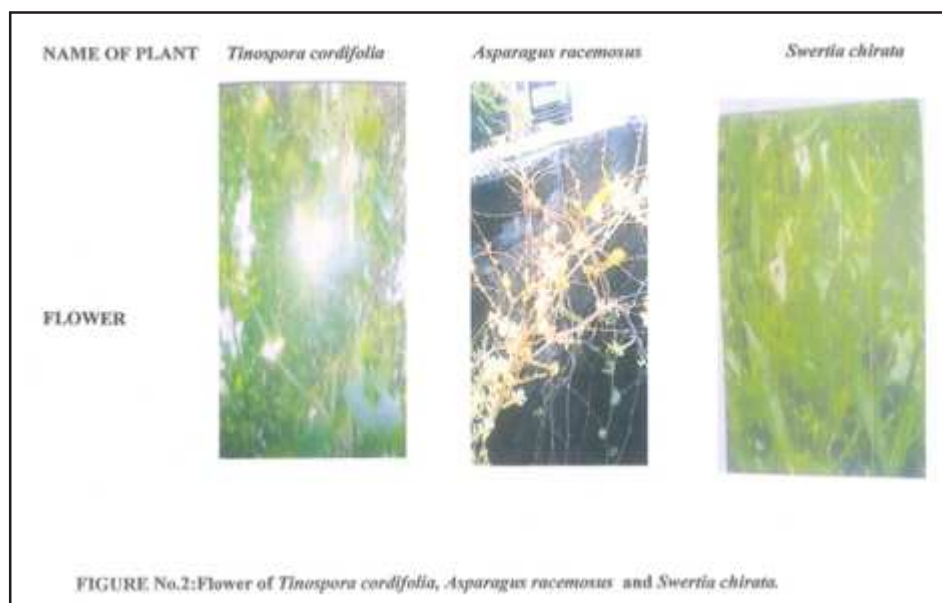 NAME OF PLANT Tinospora cordifolia Asparagus racemosus Swertia chirata
FLOWER
FIGURE No.2:Flower of Tinospora cordifolia, Asparagus racemosus and Swertia chirata.